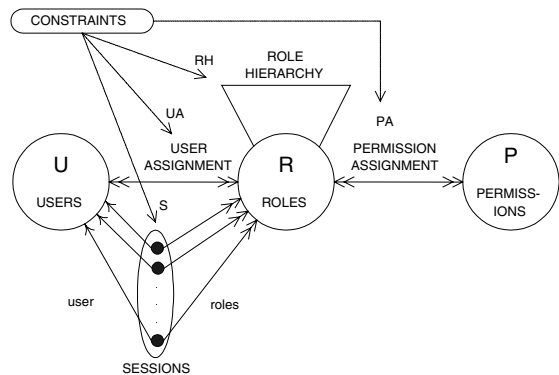 CONSTRAINTS
RH
ROLE
HIERARCHY
UA
PA
U
USERS
USER
ASSIGNMENT
R
ROLES
PERMISSION
ASSIGNMENT
P
PERMISS-
IONS
S
user
roles
SESSIONS